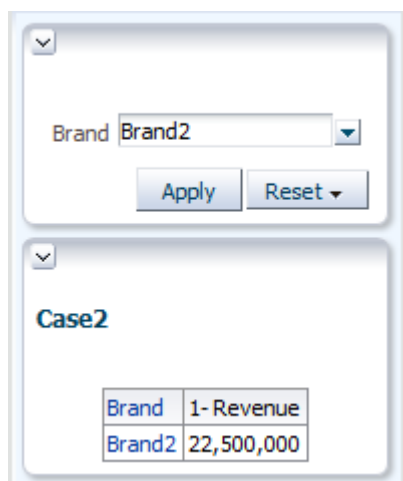 Brand Brand2
Apply Reset
Case2
Brand 1- Revenue
Brand2 22,500,000